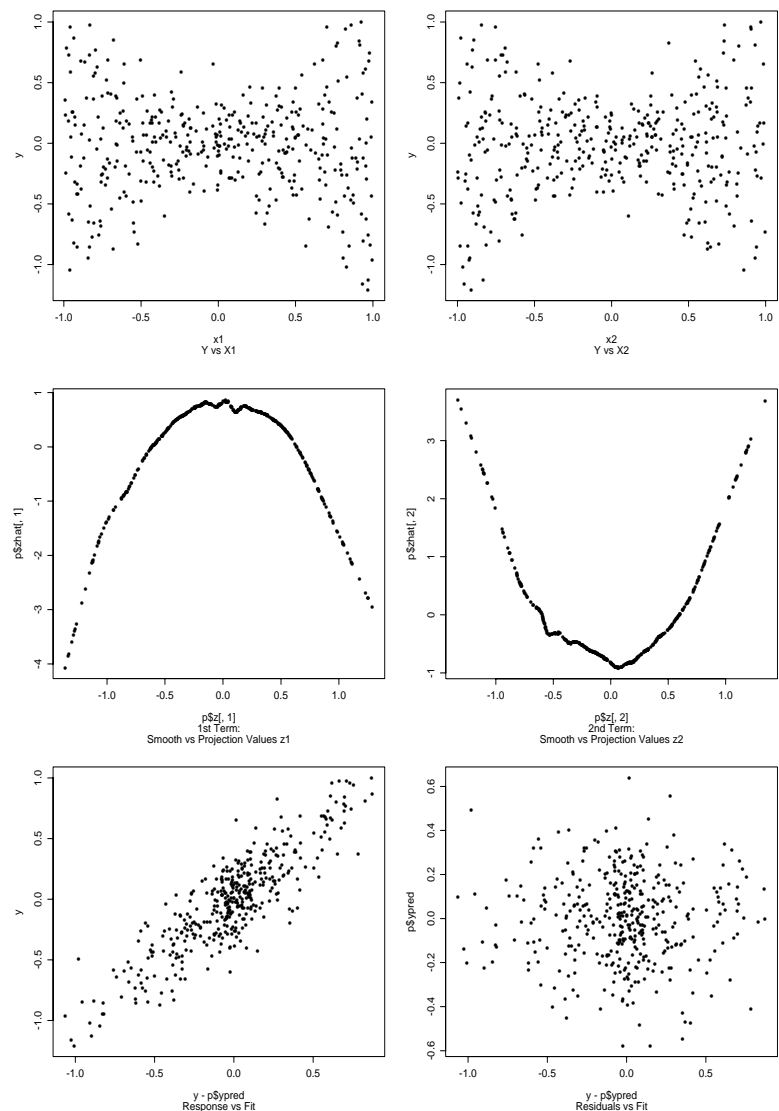 1.0
0.5
0.0
-0.5
-1.0
y
-1.0 -0.5 0.0 0.5 1.0
x1
Y vs X1
1.0
0.5
0.0
-0.5
-1.0
y
-1.0 -0.5 0.0 0.5 1.0
x2
Y vs X2
1
0
-1
-2
-3
-4
p$zhat[, 1]
-1.0 -0.5 0.0 0.5 1.0
p$z[, 1]
1st Term:
Smooth vs Projection Values z1
3
2
1
0
-1
p$zhat[, 2]
-1.0 -0.5 0.0 0.5 1.0
p$z[, 2]
2nd Term:
Smooth vs Projection Values z2
1.0
0.5
0.0
-0.5
-1.0
y
-1.0 -0.5 0.0 0.5
y - p$ypred
Response vs Fit
0.6
0.4
0.2
0.0
-0.2
-0.4
-0.6
p$ypred
-1.0 -0.5 0.0 0.5
y - p$ypred
Residuals vs Fit